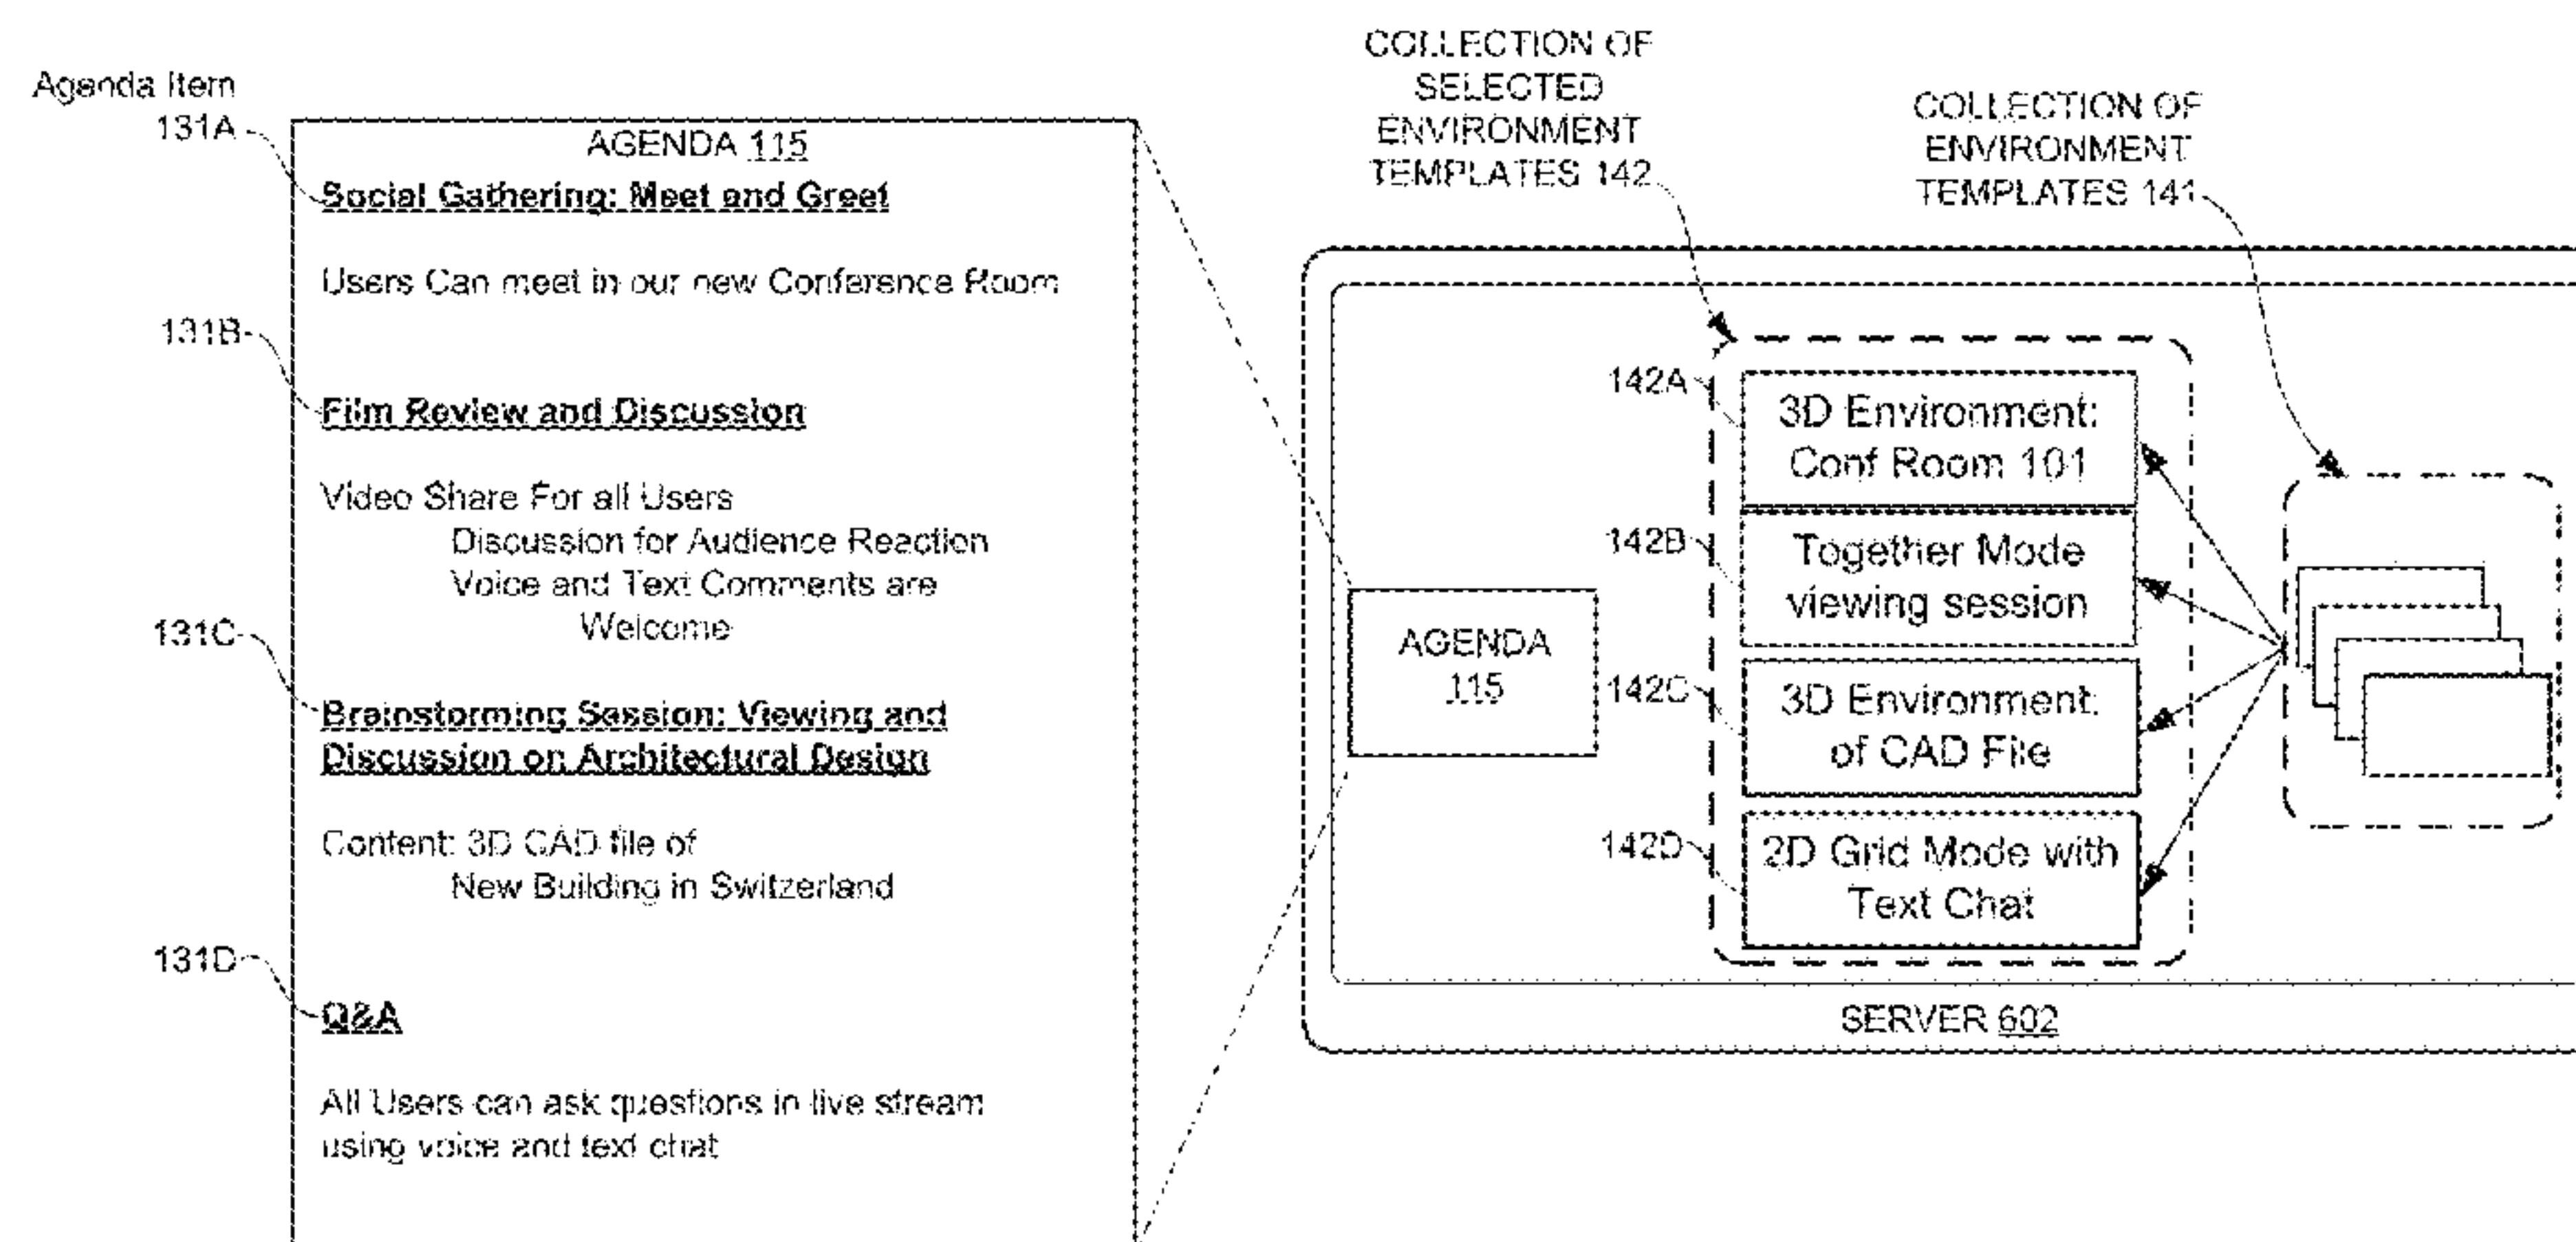 Agenda Item
131A
AGENDA 115
Social Gathering: Meet and Greet
Users Can meet in our new Conference Room
131B
Film Review and Discussion
Video Share For all Users
Discussion for Audience Reaction
Voice and Text Comments are
Welcome
131C
Brainstorming Session: Viewing and
Discussion on Architectural Design
Content: 3D CAD file of
New Building in Switzerland
131D
Q&A
All Users can ask questions in live stream
using voice and text chat
COLLECTION OF
SELECTED
ENVIRONMENT
TEMPLATES 142
COLLECTION OF
ENVIRONMENT
TEMPLATES 141
AGENDA
115
142A
3D Environment:
Conf Room 101
142B
Together Mode
viewing session
142C
3D Environment:
of CAD File
142D
2D Grid Mode with
Text Chat
SERVER 602